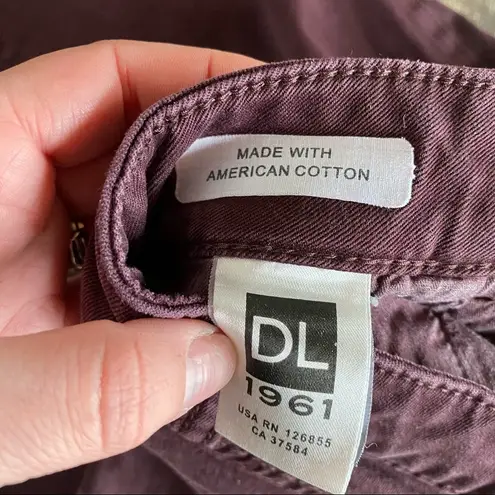 MADE WITH
AMERICAN COTTON
DL
1961
USA RN 126855
CA 37584